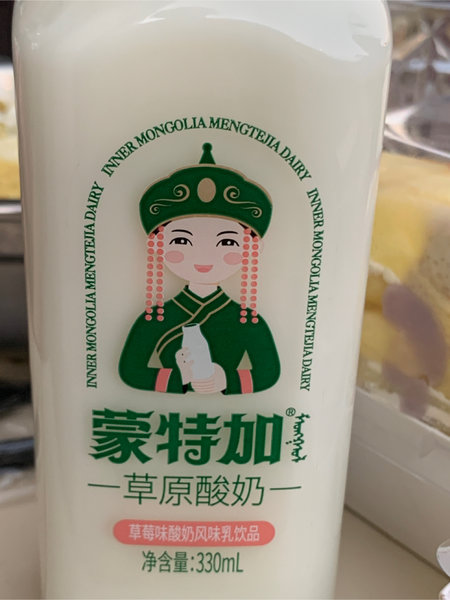 INNER MONGOLIA MENGTEJIA DAIRY INNER MONGOLIA MENGTEJIA DAIRY INNER MONGOLIA MENGTEJIA DAIRY
蒙特加®
草原酸奶
草莓味酸奶风味乳饮品
净含量:330mL